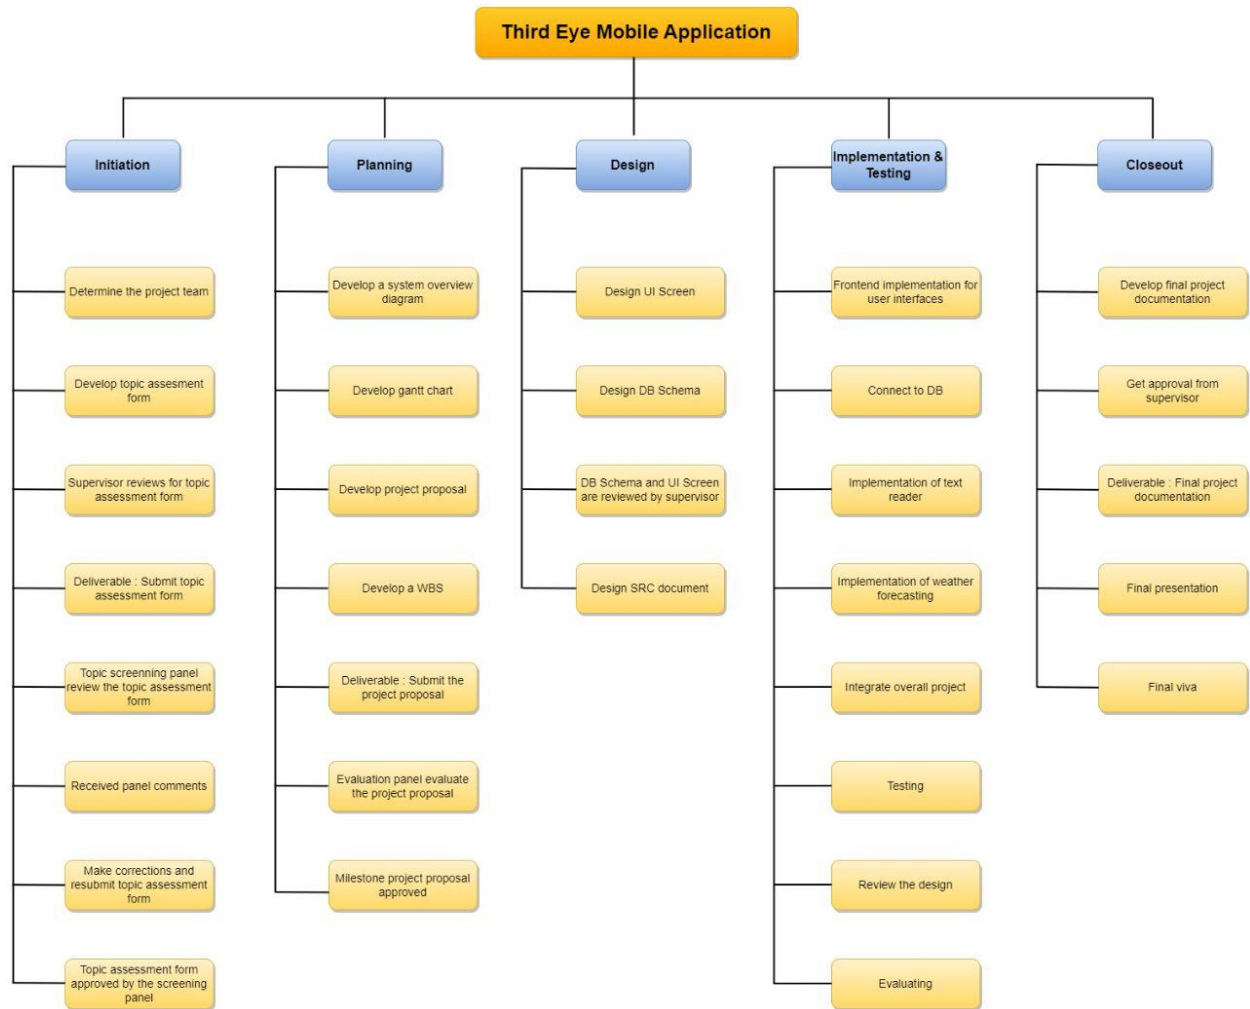 Third Eye Mobile Application
Initiation
Determine the project team
Develop topic assesment
form
Supervisor reviews for topic
assessment form
Deliverable : Submit topic
assessment form
Topic screenning panel
review the topic assessment
form
Received panel comments
Make corrections and
resubmit topic assessment
form
Topic assessment form
approved by the screening
panel
Planning
Develop a system overview
diagram
Develop gantt chart
Develop project proposal
Develop a WBS
Deliverable : Submit the
project proposal
Evaluation panel evaluate
the project proposal
Milestone project proposal
approved
Design
Design UI Screen
Design DB Schema
DB Schema and UI Screen
are reviewed by supervisor
Design SRC document
Implementation &
Testing
Frontend implementation for
user interfaces
Connect to DB
Implementation of text
reader
Implementation of weather
forecasting
Integrate overall project
Testing
Review the design
Evaluating
Closeout
Develop final project
documentation
Get approval from
supervisor
Deliverable : Final project
documentation
Final presentation
Final viva